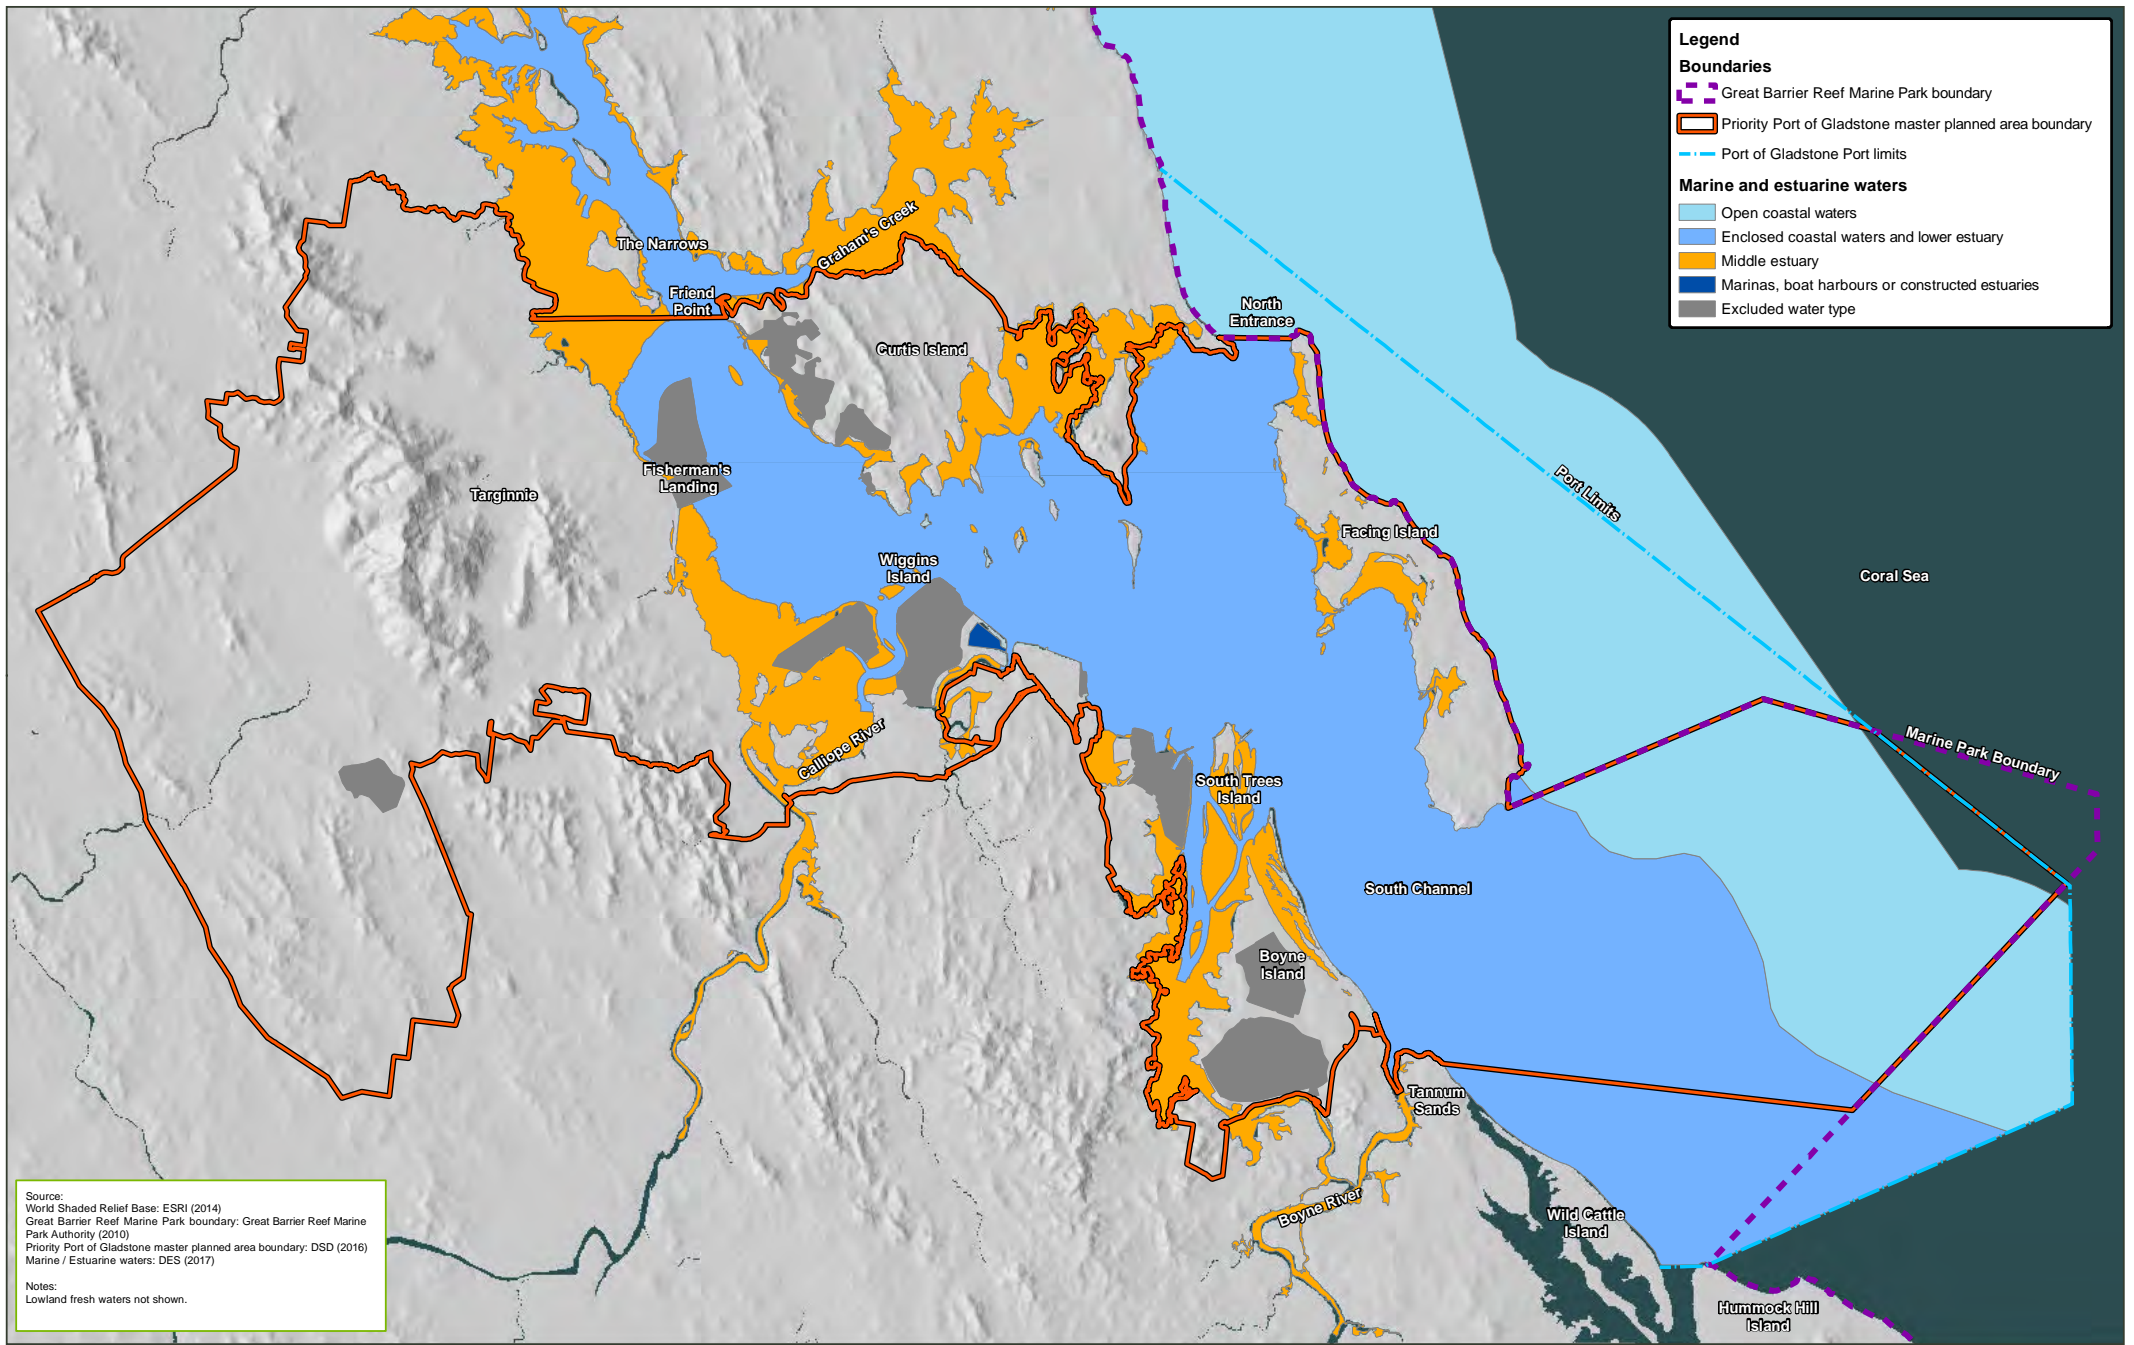 Legend
Boundaries
Great Barrier Reef Marine Park boundary
Priority Port of Gladstone master planned area boundary
Port of Gladstone Port limits
Marine and estuarine waters
Open coastal waters
Enclosed coastal waters and lower estuary
Middle estuary
Marinas, boat harbours or constructed estuaries
Excluded water type
Graham's Creek
The Narrows
Friend
Point
North
Entrance
Curtis Island
Fisherman's
Landing
Targinnie
Port Limits
Facing Island
Wiggins
Island
Coral Sea
Calliope River
Marine Park Boundary
South Trees
Island
South Channel
Boyne
Island
Tannum
Sands
Boyne River
Wild Cattle
Island
Hummock Hill
Island
Source:
World Shaded Relief Base: ESRI (2014)
Great Barrier Reef Marine Park boundary: Great Barrier Reef Marine
Park Authority (2010)
Priority Port of Gladstone master planned area boundary: DSD (2016)
Marine / Estuarine waters: DES (2017)
Notes:
Lowland fresh waters not shown.